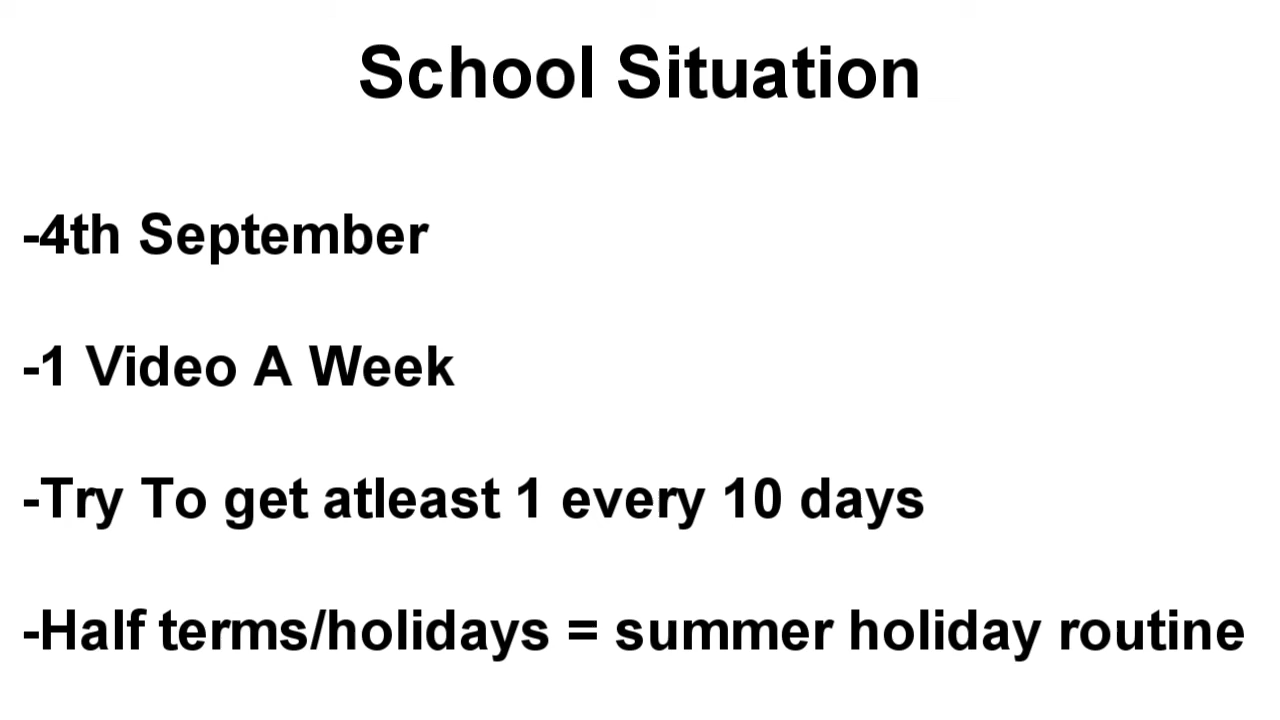 School Situation
-4th September
-1 Video A Week
-Try To get atleast 1 every 10 days
-Half terms/holidays = summer holiday routine